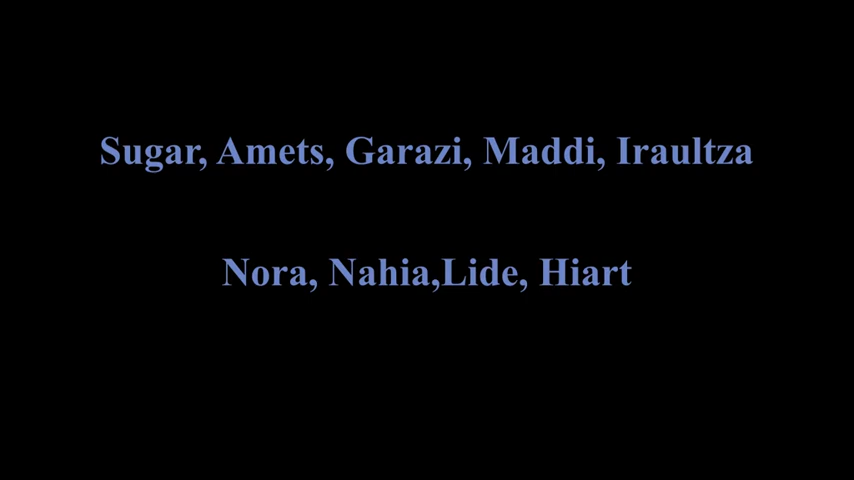 Sugar, Amets, Garazi, Maddi, Iraultza
Nora, Nahia,Lide, Hiart